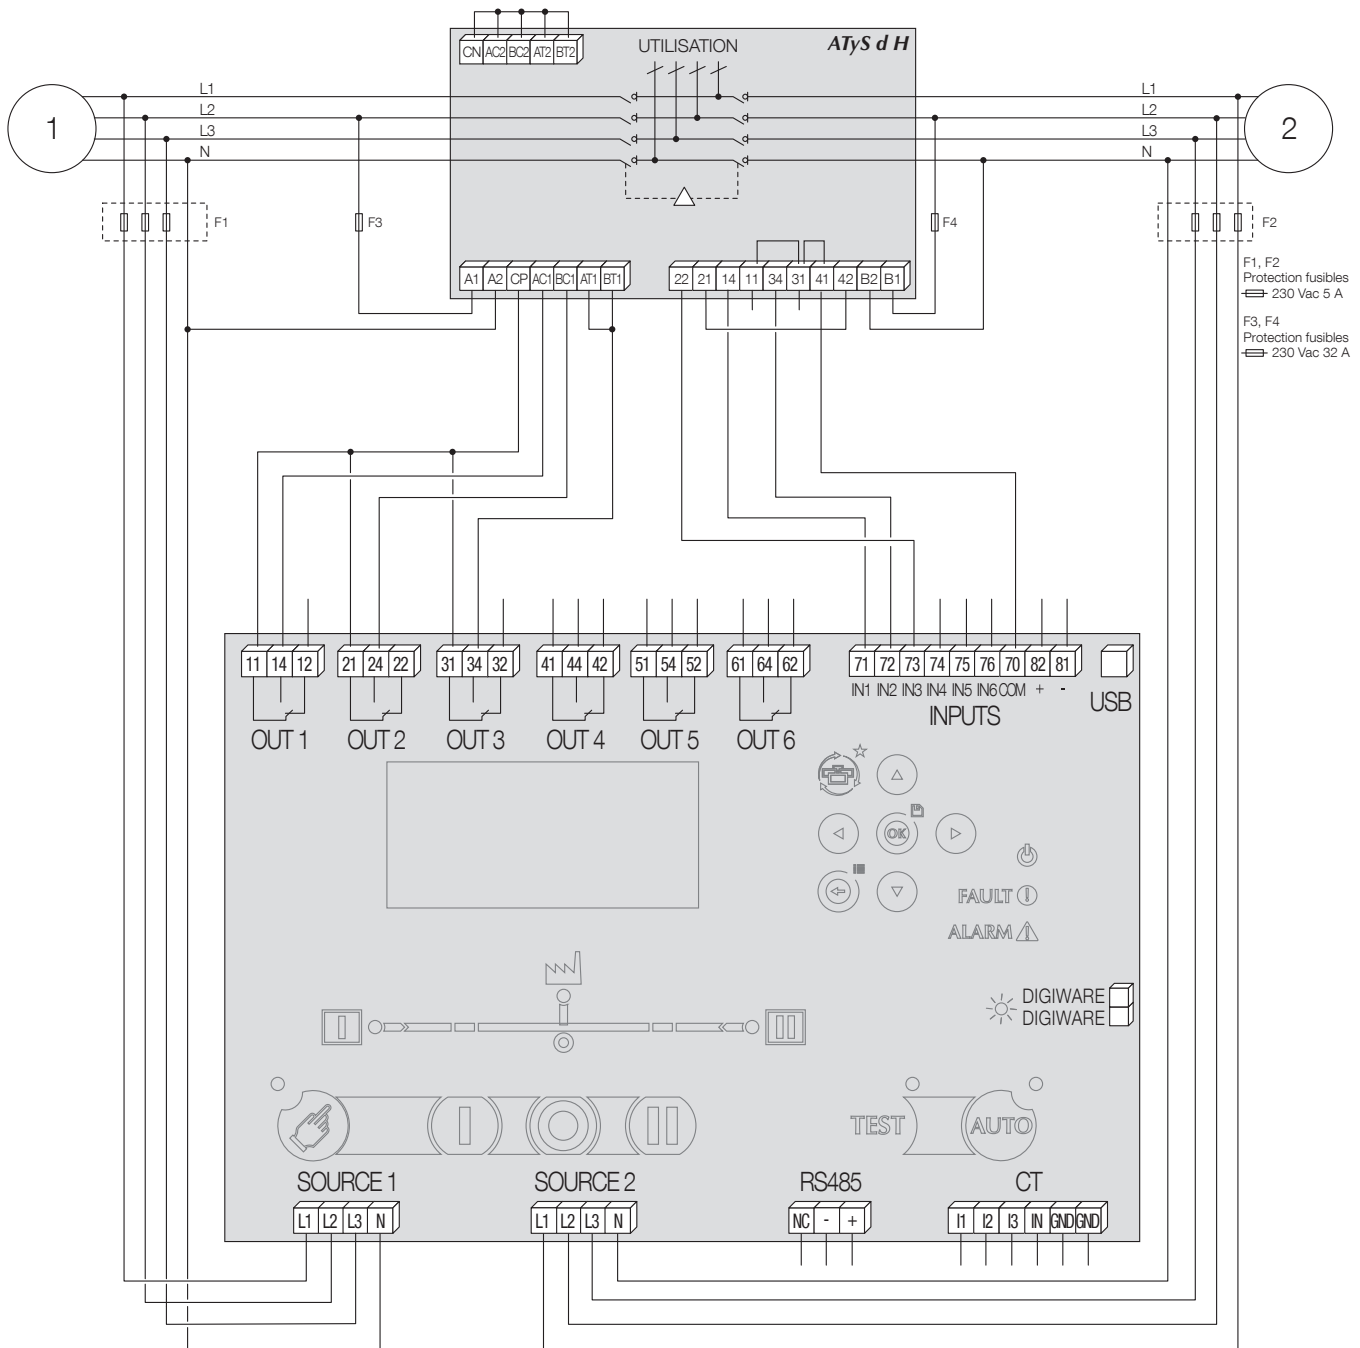 CN AC2 BC2 AT2 BT2
UTILISATION
ATyS d H
1
L1
L2
L3
N
L1
L2
L3
N
2
F1
F3
F4
F2
A1 A2 CP AC1 BC1 AT1 BT1
22 21 14 11 34 31 41 42 B2 B1
F1, F2
Protection fusibles
230 Vac 5 A
F3, F4
Protection fusibles
230 Vac 32 A
11 14 12
21 24 22
31 34 32
41 44 42
51 54 52
61 64 62
71 72 73 74 75 76 70 82 81
IN1 IN2 IN3 IN4 IN5 IN6 COM + -
INPUTS
USB
OUT 1
OUT 2
OUT 3
OUT 4
OUT 5
OUT 6
OK
FAULT
ALARM
DIGIWARE
DIGIWARE
I
II
I
II
TEST
AUTO
SOURCE 1
SOURCE 2
RS485
CT
L1 L2 L3 N
L1 L2 L3 N
NC - +
I1 I2 I3 IN GND GND